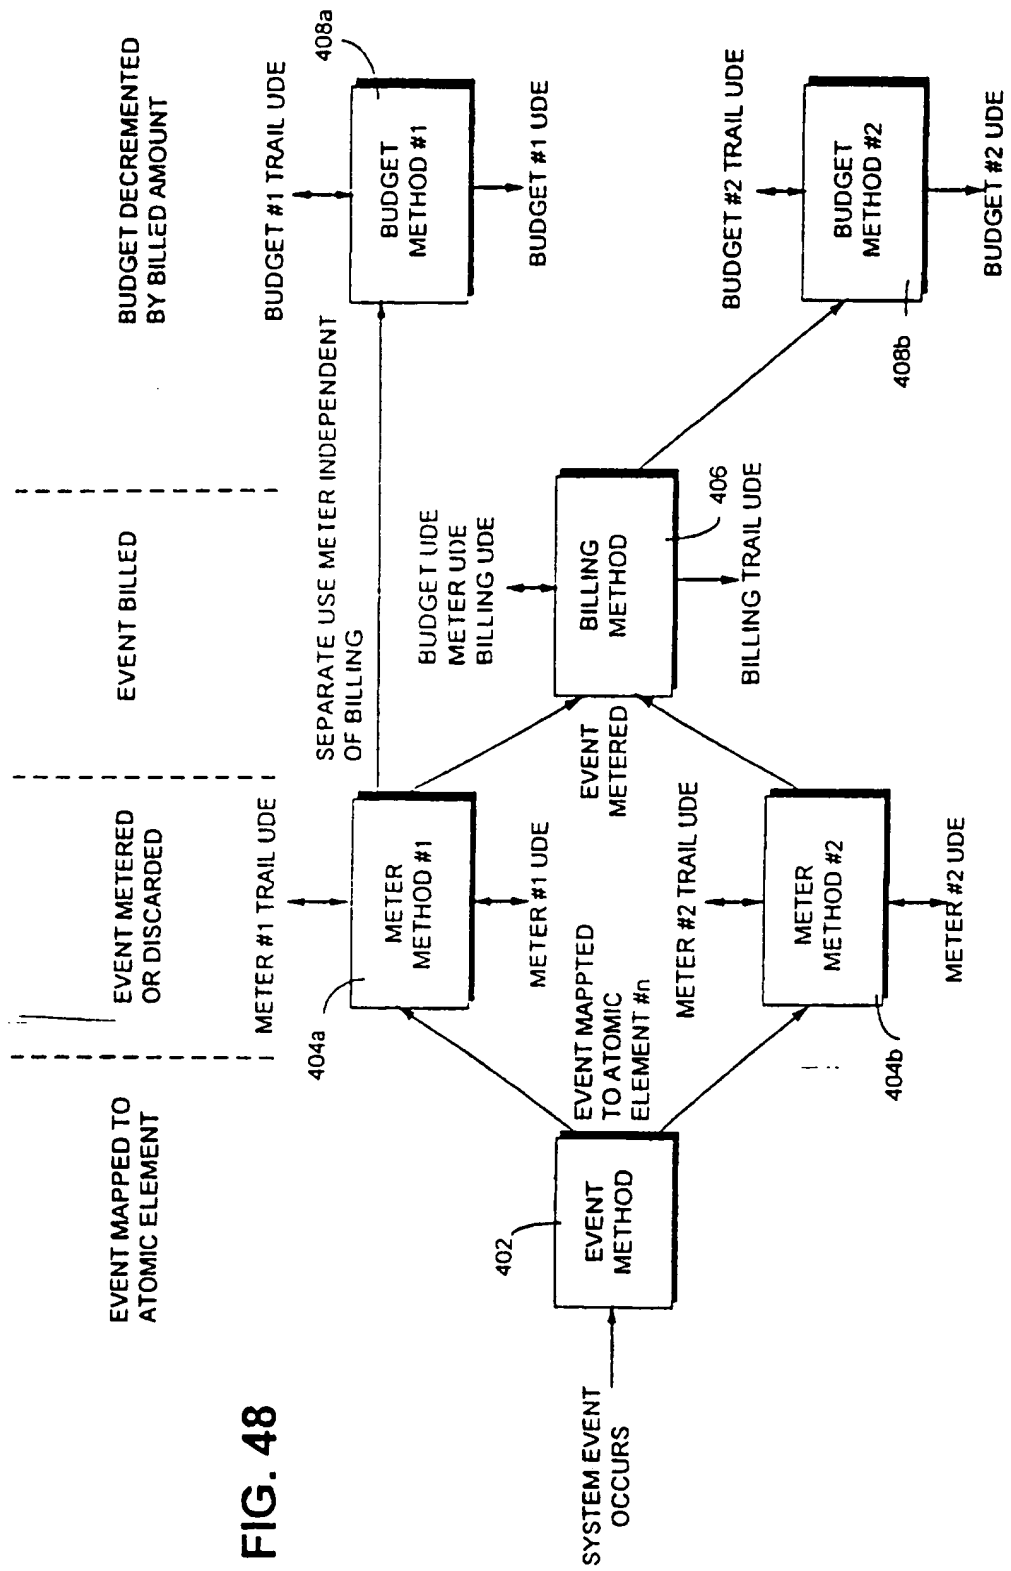 FIG. 48
EVENT MAPPED TO
ATOMIC ELEMENT
EVENT METERED
OR DISCARDED
EVENT BILLED
BUDGET DECREMENTED
BY BILLED AMOUNT
SYSTEM EVENT
OCCURS
402
EVENT
METHOD
EVENT MAPPTED
TO ATOMIC
ELEMENT #n
METER #1 TRAIL UDE
404a
METER
METHOD #1
METER #1 UDE
METER #2 TRAIL UDE
METER
METHOD #2
404b
METER #2 UDE
SEPARATE USE METER INDEPENDENT
OF BILLING
EVENT
METERED
BUDGET UDE
METER UDE
BILLING UDE
BILLING
METHOD
406
BILLING TRAIL UDE
BUDGET #1 TRAIL UDE
408a
BUDGET
METHOD #1
BUDGET #1 UDE
BUDGET #2 TRAIL UDE
BUDGET
METHOD #2
408b
BUDGET #2 UDE